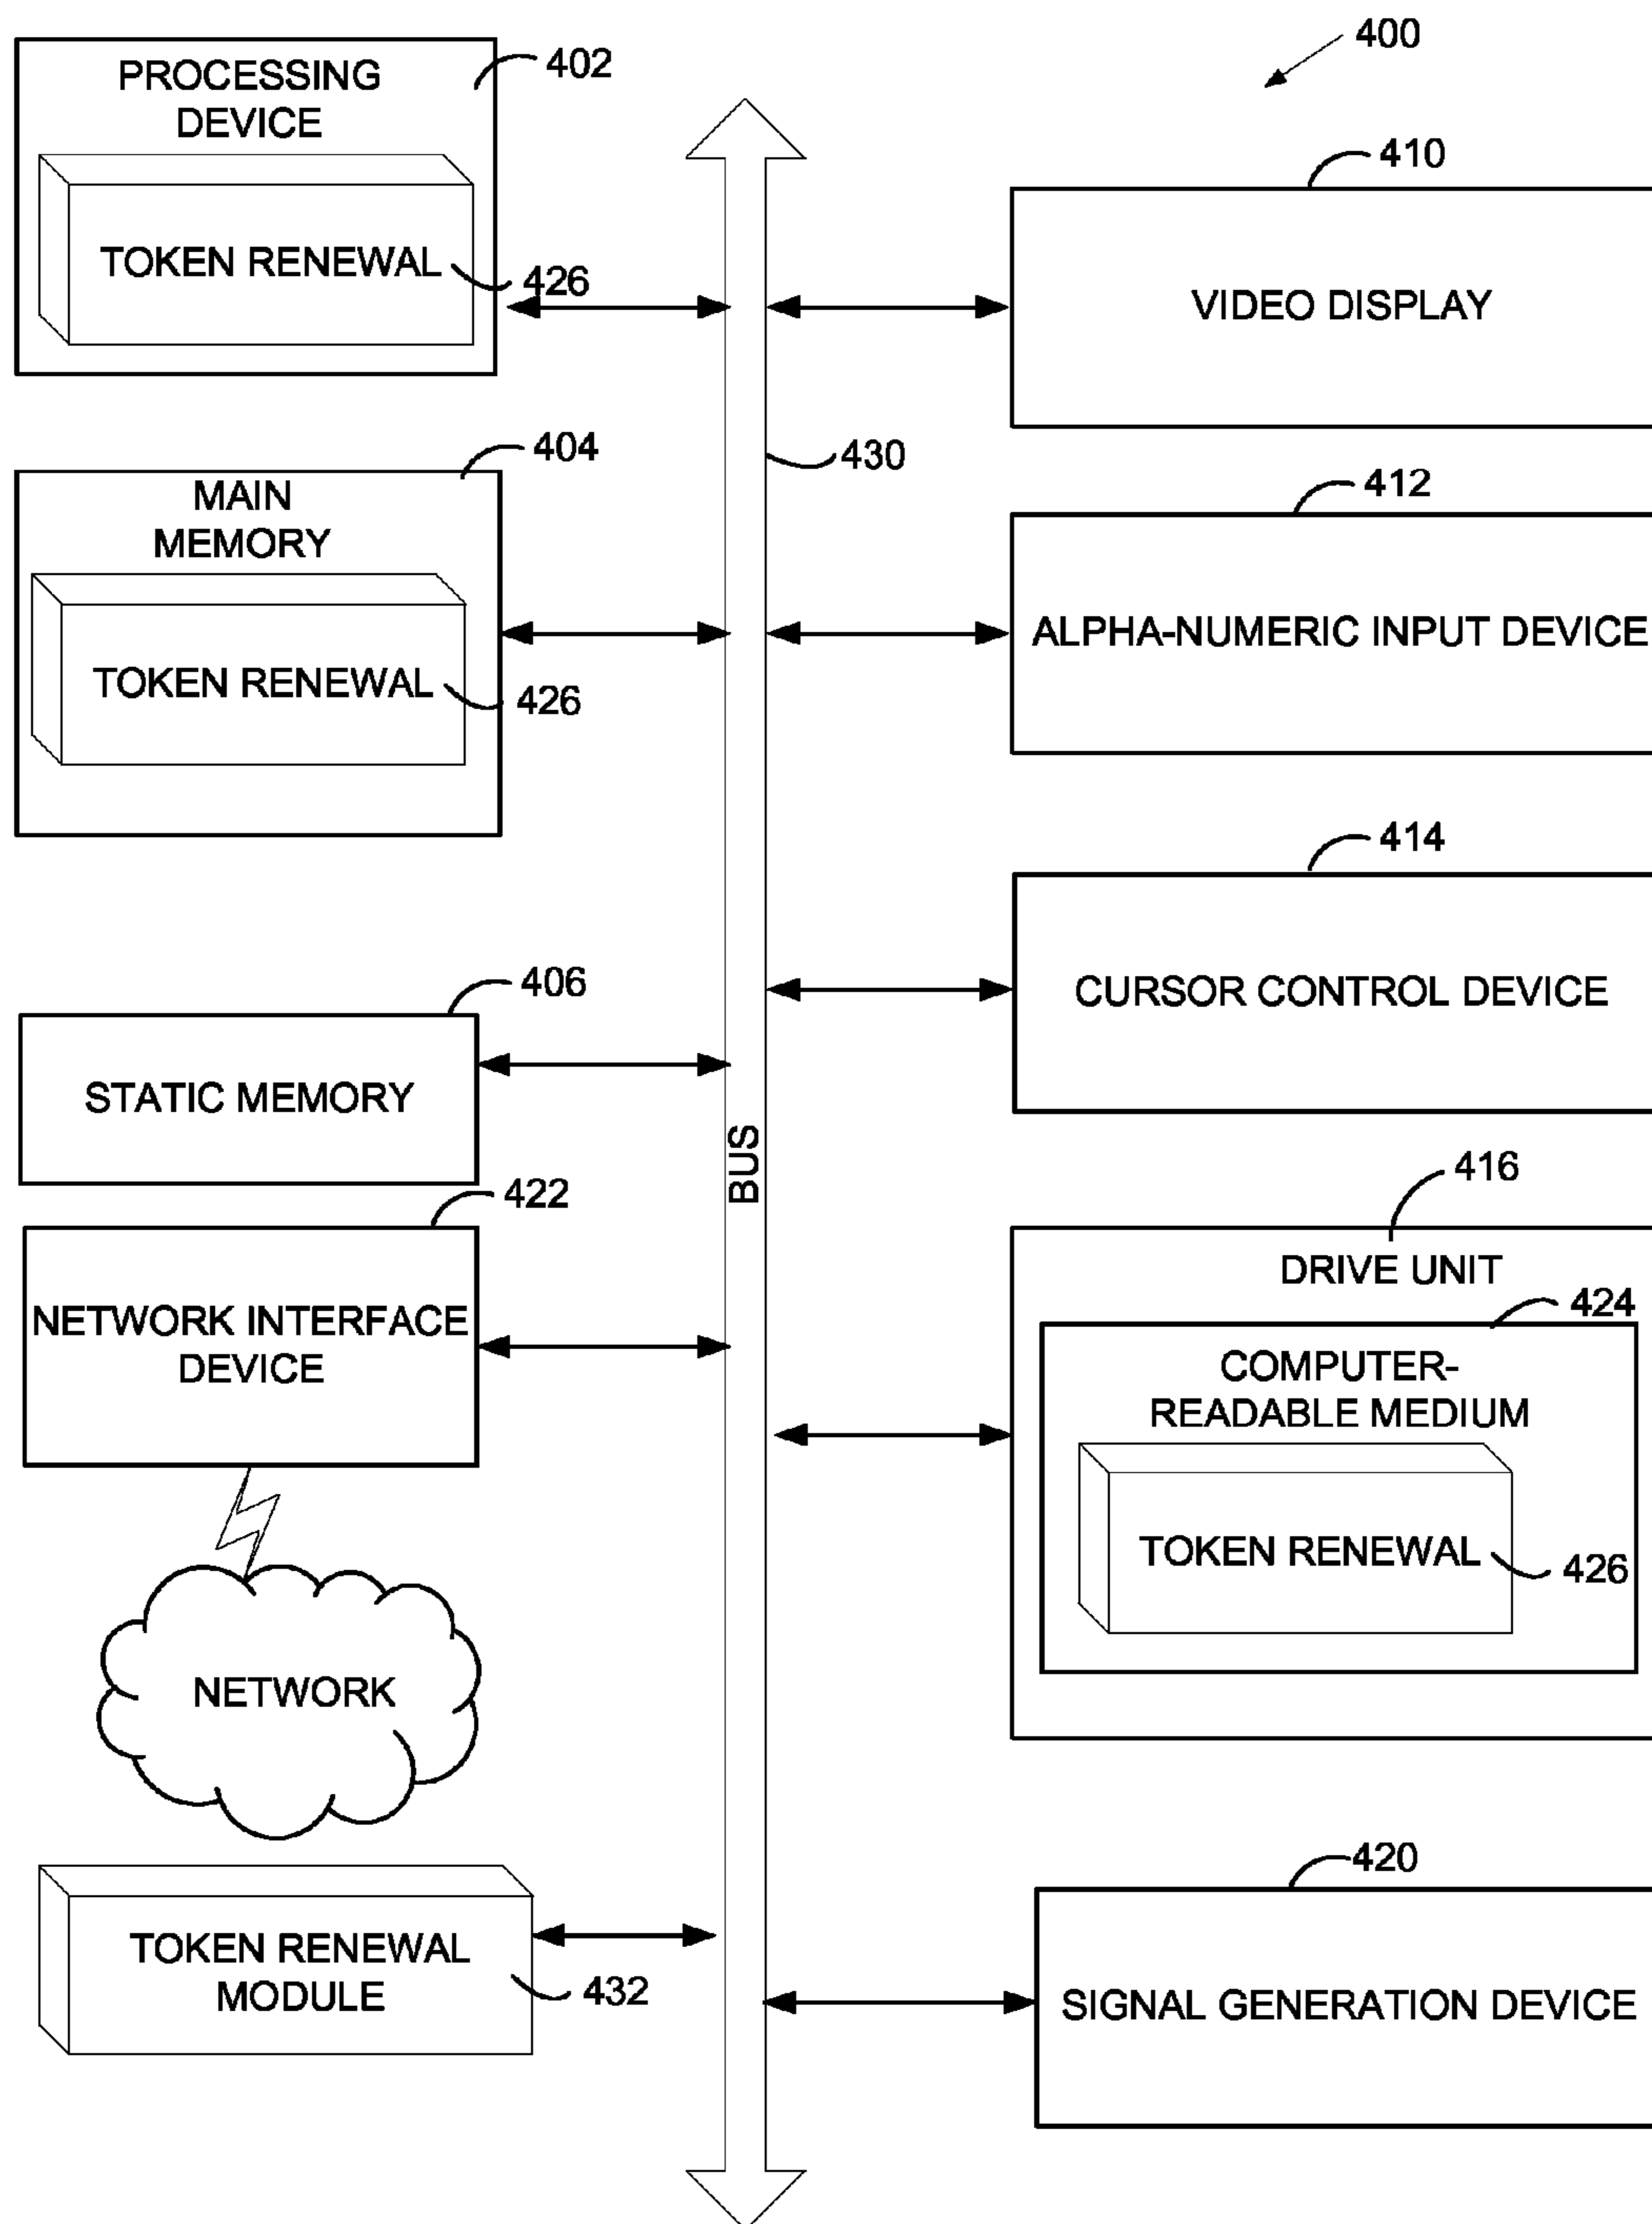 400
PROCESSING
DEVICE
402
TOKEN RENEWAL
426
410
VIDEO DISPLAY
430
404
MAIN
MEMORY
TOKEN RENEWAL
426
412
ALPHA-NUMERIC INPUT DEVICE
414
CURSOR CONTROL DEVICE
406
STATIC MEMORY
BUS
422
NETWORK INTERFACE
DEVICE
416
DRIVE UNIT
424
COMPUTER-
READABLE MEDIUM
TOKEN RENEWAL
426
NETWORK
TOKEN RENEWAL
MODULE
432
420
SIGNAL GENERATION DEVICE